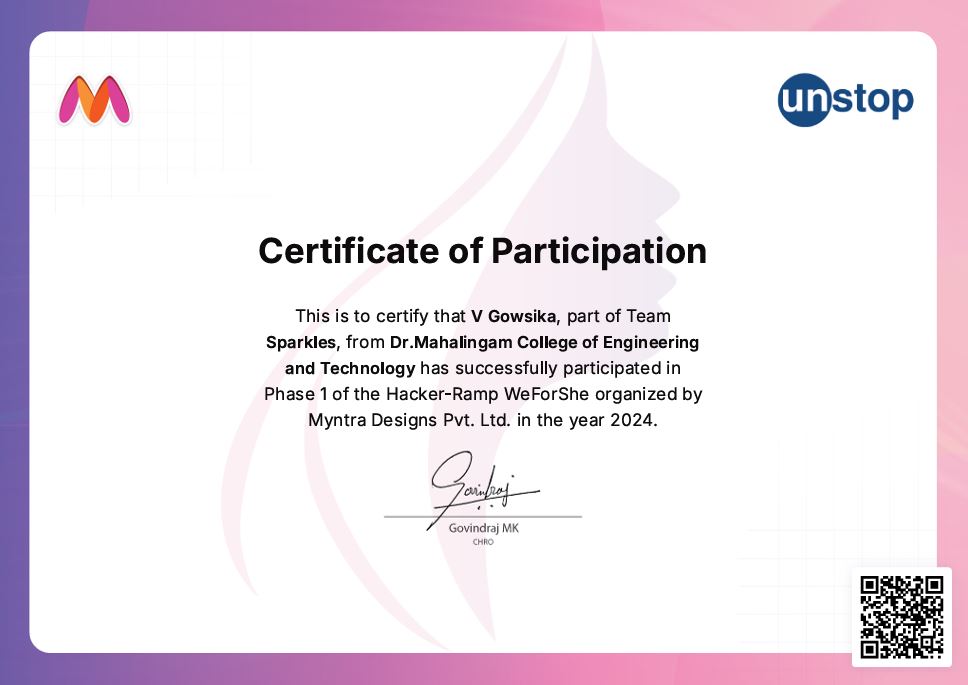 unstop
Certificate of Participation
This is to certify that V Gowsika, part of Team
Sparkles, from Dr.Mahalingam College of Engineering
and Technology has successfully participated in
Phase 1 of the Hacker-Ramp WeForShe organized by
Myntra Designs Pvt. Ltd. in the year 2024.
Govindraj
Govindraj MK
CHRO